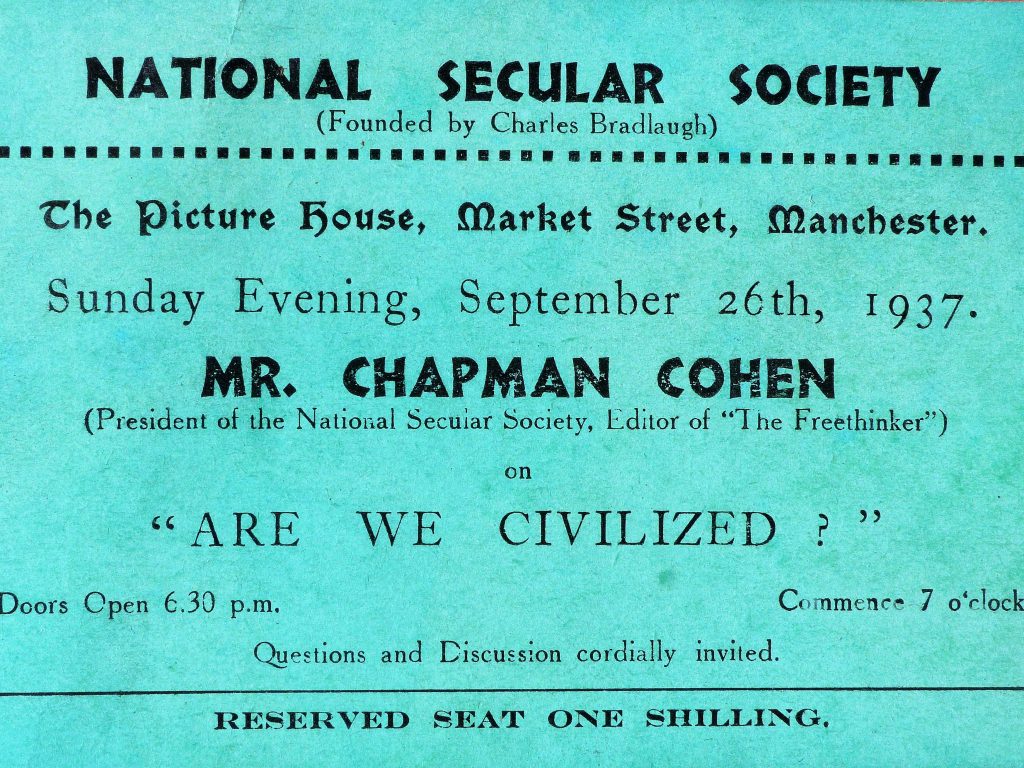 NATIONAL SECULAR SOCIETY
(Founded by Charles Bradlaugh)
The Picture House, Market Street, Manchester.
Sunday Evening, September 26th, 1937.
MR. CHAPMAN COHEN
(President of the National Secular Society, Editor of "The Freethinker")
on
"ARE WE CIVILIZED?"
Doors Open 6.30 p.m. Commence 7 o'clock
Questions and Discussion cordially invited.
RESERVED SEAT ONE SHILLING.